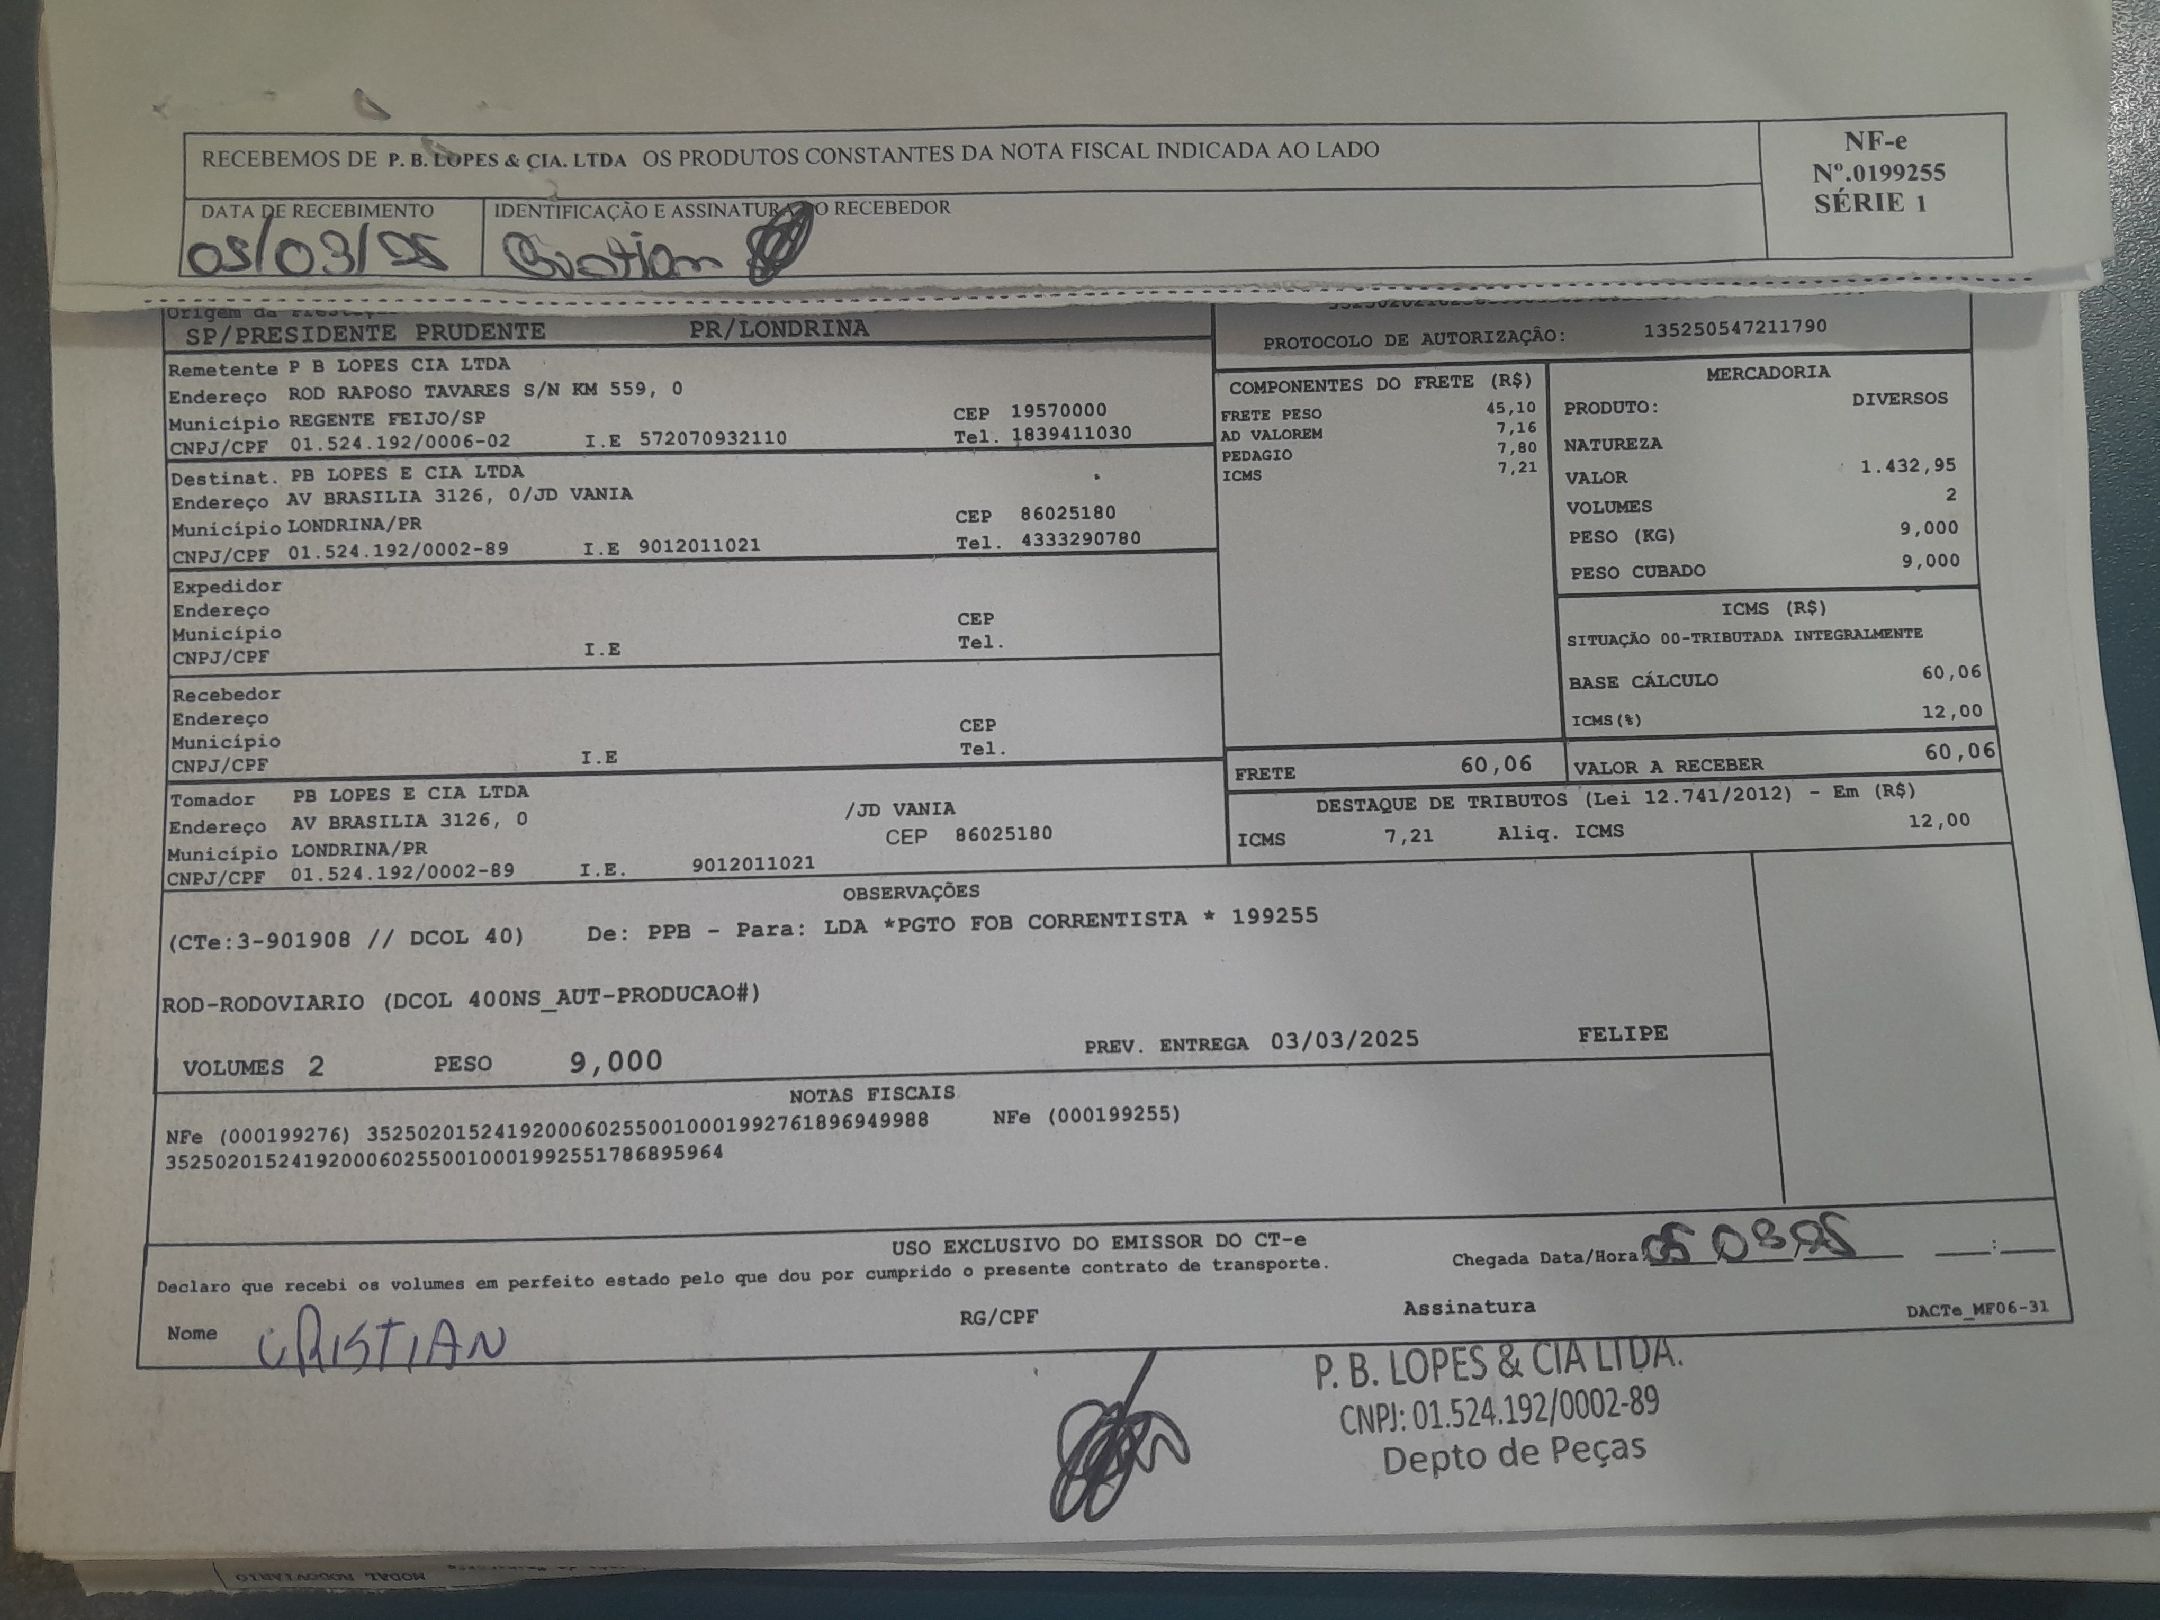 RECEBEMOS DE P. B. LOPES & CIA. LTDA OS PRODUTOS CONSTANTES DA NOTA FISCAL INDICADA AO LADO
NF-e
Nº.0199255
SÉRIE 1
DATA DE RECEBIMENTO
05/03/25
IDENTIFICAÇÃO E ASSINATURA DO RECEBEDOR
Cristian
Origem da
SP/PRESIDENTE PRUDENTE PR/LONDRINA
PROTOCOLO DE AUTORIZAÇÃO: 135250547211790
Remetente P B LOPES CIA LTDA
Endereço ROD RAPOSO TAVARES S/N KM 559, 0
Município REGENTE FEIJO/SP CEP 19570000
CNPJ/CPF 01.524.192/0006-02 I.E 572070932110 Tel. 1839411030
Destinat. PB LOPES E CIA LTDA
Endereço AV BRASILIA 3126, 0/JD VANIA
Município LONDRINA/PR CEP 86025180
CNPJ/CPF 01.524.192/0002-89 I.E 9012011021 Tel. 4333290780
Expedidor
Endereço
Município CEP
CNPJ/CPF I.E Tel.
Recebedor
Endereço
Município CEP
CNPJ/CPF I.E Tel.
Tomador PB LOPES E CIA LTDA
Endereço AV BRASILIA 3126, 0 /JD VANIA
Município LONDRINA/PR CEP 86025180
CNPJ/CPF 01.524.192/0002-89 I.E. 9012011021
COMPONENTES DO FRETE (R$)
FRETE PESO 45,10
AD VALOREM 7,16
PEDAGIO 7,80
ICMS 7,21
FRETE 60,06
MERCADORIA
PRODUTO: DIVERSOS
NATUREZA
VALOR 1.432,95
VOLUMES 2
PESO (KG) 9,000
PESO CUBADO 9,000
ICMS (R$)
SITUAÇÃO 00-TRIBUTADA INTEGRALMENTE
BASE CÁLCULO 60,06
ICMS(%) 12,00
VALOR A RECEBER 60,06
DESTAQUE DE TRIBUTOS (Lei 12.741/2012) - Em (R$)
ICMS 7,21 Aliq. ICMS 12,00
OBSERVAÇÕES
(CTe:3-901908 // DCOL 40) De: PPB - Para: LDA *PGTO FOB CORRENTISTA * 199255
ROD-RODOVIARIO (DCOL 400NS_AUT-PRODUCAO#)
VOLUMES 2 PESO 9,000 PREV. ENTREGA 03/03/2025 FELIPE
NOTAS FISCAIS
NFe (000199276) 35250201524192000602550010001992761896949988 NFe (000199255)
35250201524192000602550010001992551786895964
USO EXCLUSIVO DO EMISSOR DO CT-e
Declaro que recebi os volumes em perfeito estado pelo que dou por cumprido o presente contrato de transporte.
Chegada Data/Hora 05 03 25 :
Nome CRISTIAN RG/CPF Assinatura DACTe_MF06-31
P. B. LOPES & CIA LTDA.
CNPJ: 01.524.192/0002-89
Depto de Peças
MODAL RODOVIARIO